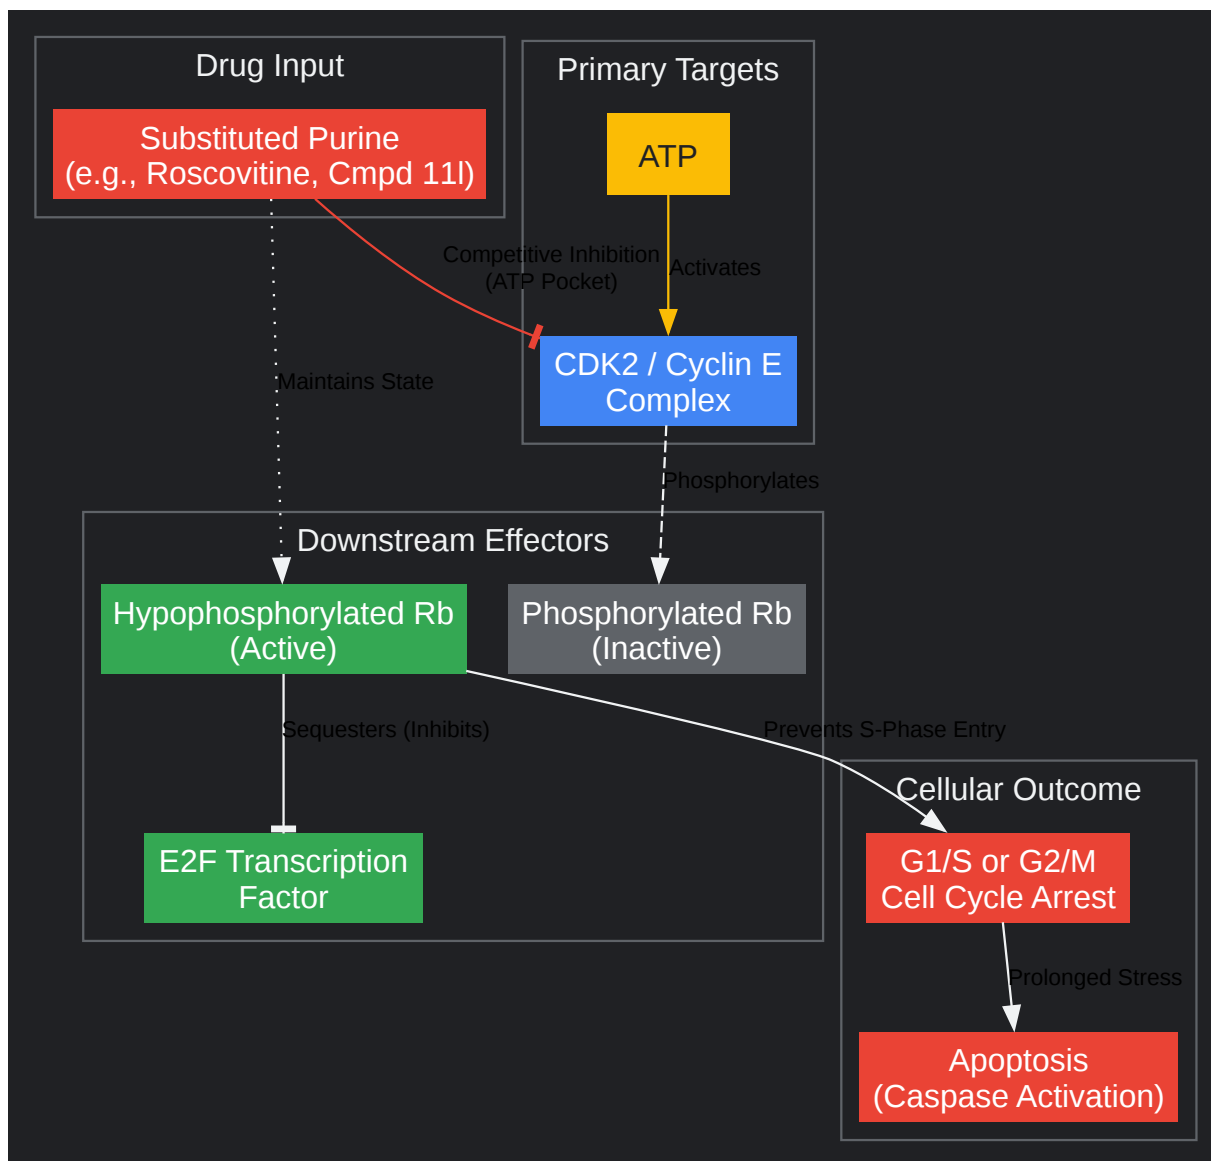 Drug Input
Substituted Purine
(e.g., Roscovitine, Cmpd 11l)
Primary Targets
ATP
Competitive Inhibition
(ATP Pocket)
Activates
CDK2 / Cyclin E
Complex
Maintains State
Phosphorylates
Downstream Effectors
Hypophosphorylated Rb
(Active)
Phosphorylated Rb
(Inactive)
Sequesters (Inhibits)
Prevents S-Phase Entry
E2F Transcription
Factor
Cellular Outcome
G1/S or G2/M
Cell Cycle Arrest
Prolonged Stress
Apoptosis
(Caspase Activation)